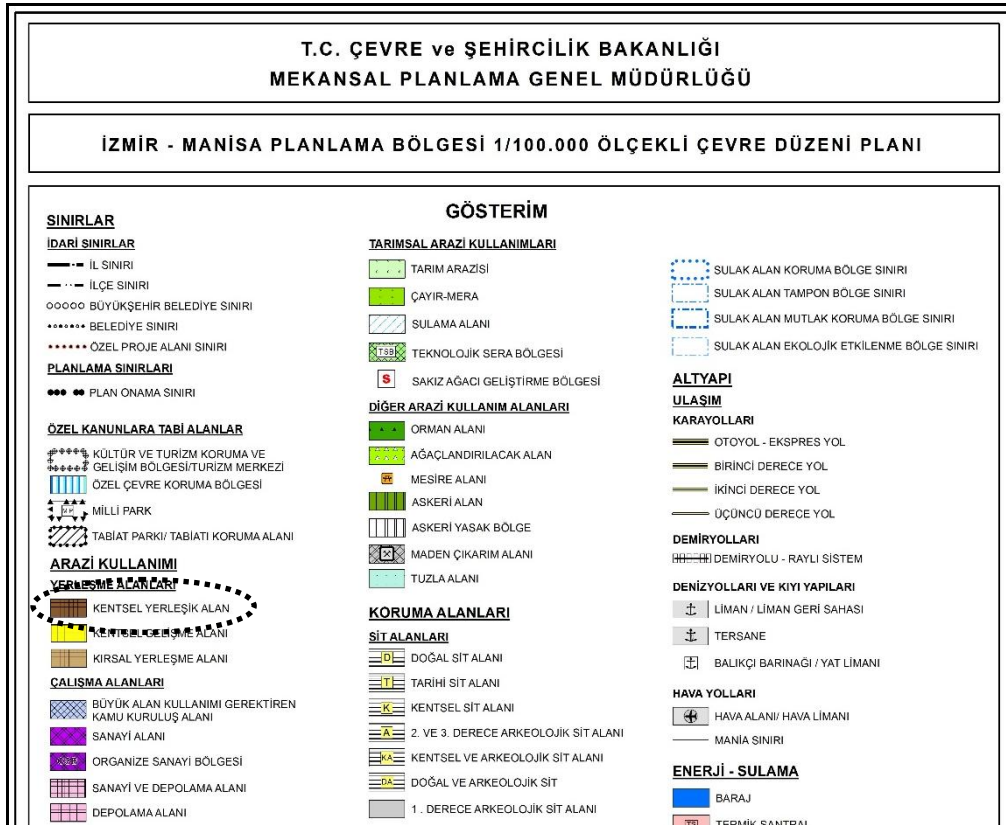 T.C. ÇEVRE ve ŞEHİRCİLİK BAKANLIĞI
MEKANSAL PLANLAMA GENEL MÜDÜRLÜĞÜ
İZMİR - MANİSA PLANLAMA BÖLGESİ 1/100.000 ÖLÇEKLİ ÇEVRE DÜZENİ PLANI
GÖSTERİM
SINIRLAR
İDARİ SINIRLAR
İL SINIRI
İLÇE SINIRI
BÜYÜKŞEHİR BELEDİYE SINIRI
BELEDİYE SINIRI
ÖZEL PROJE ALANI SINIRI
PLANLAMA SINIRLARI
PLAN ONAMA SINIRI
ÖZEL KANUNLARA TABİ ALANLAR
KÜLTÜR VE TURİZM KORUMA VE
GELİŞİM BÖLGESİ/TURİZM MERKEZİ
ÖZEL ÇEVRE KORUMA BÖLGESİ
MP MİLLİ PARK
TABİAT PARKI/ TABİATI KORUMA ALANI
ARAZİ KULLANIMI
YERLEŞME ALANLARI
KENTSEL YERLEŞİK ALAN
KENTSEL GELİŞME ALANI
KIRSAL YERLEŞME ALANI
ÇALIŞMA ALANLARI
BÜYÜK ALAN KULLANIMI GEREKTİREN
KAMU KURULUŞ ALANI
SANAYİ ALANI
OSB ORGANİZE SANAYİ BÖLGESİ
SANAYİ VE DEPOLAMA ALANI
DEPOLAMA ALANI
TARIMSAL ARAZİ KULLANIMLARI
TARIM ARAZİSİ
ÇAYIR-MERA
SULAMA ALANI
TSB TEKNOLOJİK SERA BÖLGESİ
S SAKIZ AĞACI GELİŞTİRME BÖLGESİ
DİĞER ARAZİ KULLANIM ALANLARI
ORMAN ALANI
AĞAÇLANDIRILACAK ALAN
MESİRE ALANI
ASKERİ ALAN
ASKERİ YASAK BÖLGE
MADEN ÇIKARIM ALANI
TUZLA ALANI
KORUMA ALANLARI
SİT ALANLARI
D DOĞAL SİT ALANI
T TARİHİ SİT ALANI
K KENTSEL SİT ALANI
A 2. VE 3. DERECE ARKEOLOJİK SİT ALANI
KA KENTSEL VE ARKEOLOJİK SİT ALANI
DA DOĞAL VE ARKEOLOJİK SİT
1 . DERECE ARKEOLOJİK SİT ALANI
SULAK ALAN KORUMA BÖLGE SINIRI
SULAK ALAN TAMPON BÖLGE SINIRI
SULAK ALAN MUTLAK KORUMA BÖLGE SINIRI
SULAK ALAN EKOLOJİK ETKİLENME BÖLGE SINIRI
ALTYAPI
ULAŞIM
KARAYOLLARI
OTOYOL - EKSPRES YOL
BİRİNCİ DERECE YOL
İKİNCİ DERECE YOL
ÜÇÜNCÜ DERECE YOL
DEMİRYOLLARI
DEMİRYOLU - RAYLI SİSTEM
DENİZYOLLARI VE KIYI YAPILARI
LİMAN / LİMAN GERİ SAHASI
TERSANE
BALIKÇI BARINAĞI / YAT LİMANI
HAVA YOLLARI
HAVA ALANI/ HAVA LİMANI
MANİA SINIRI
ENERJİ - SULAMA
BARAJ
TS TERMİK SANTRAL